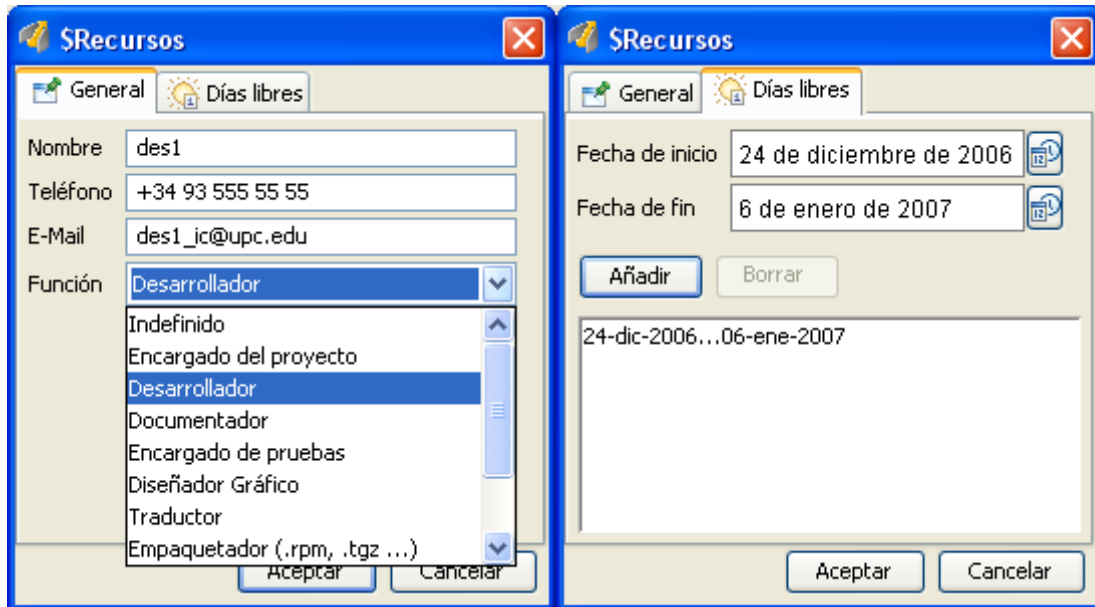 $Recursos
General Días libres
Nombre des1
Teléfono +34 93 555 55 55
E-Mail des1_ic@upc.edu
Función Desarrollador
Indefinido
Encargado del proyecto
Desarrollador
Documentador
Encargado de pruebas
Diseñador Gráfico
Traductor
Empaquetador (.rpm, .tgz ...)
Aceptar Cancelar
$Recursos
General Días libres
Fecha de inicio 24 de diciembre de 2006
Fecha de fin 6 de enero de 2007
Añadir Borrar
24-dic-2006...06-ene-2007
Aceptar Cancelar